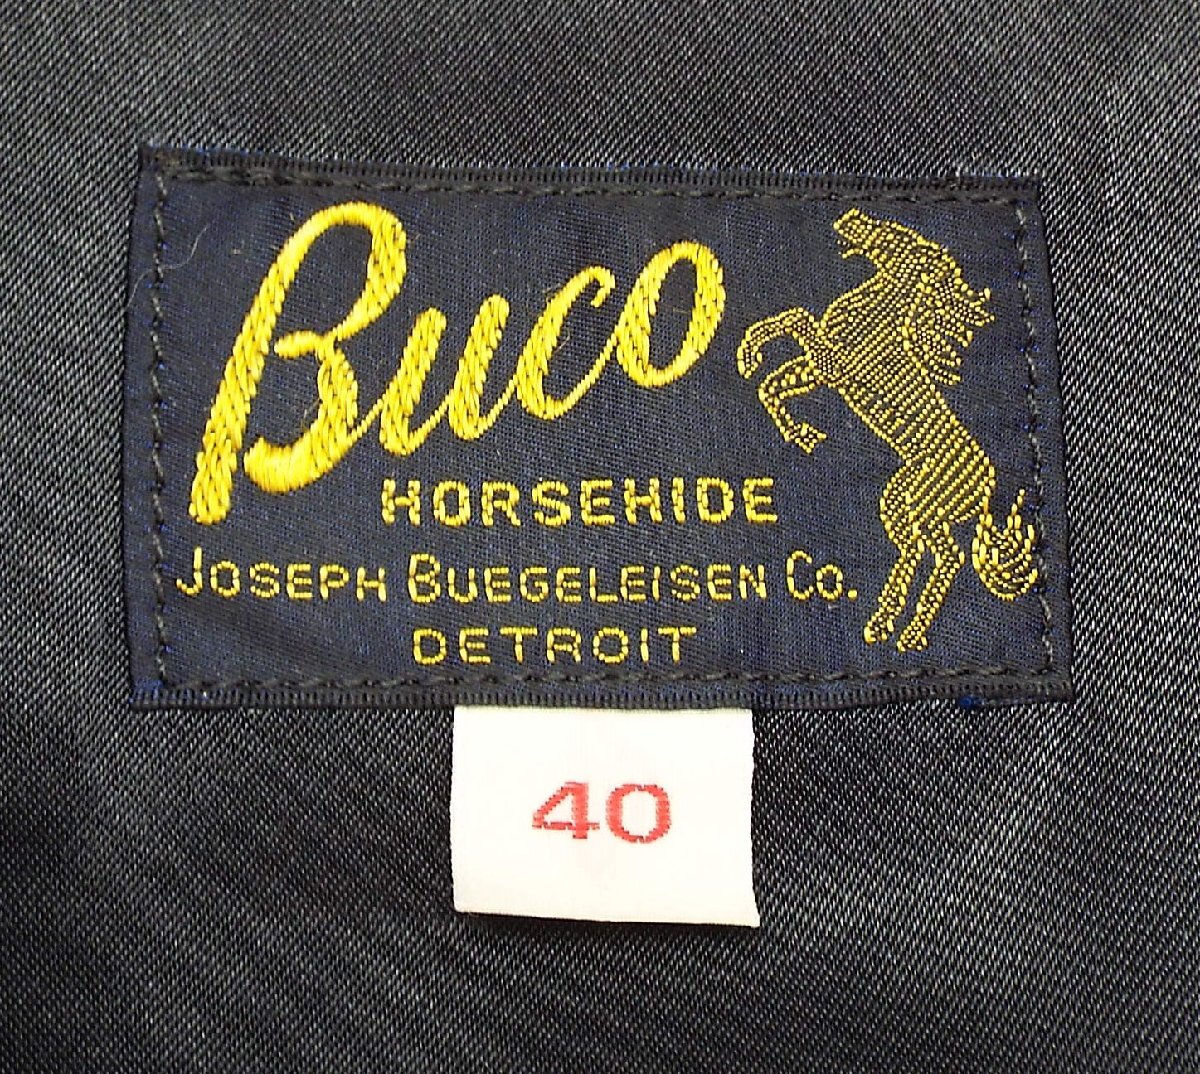 Buco
HORSEHIDE
JOSEPH BUEGELEISEN CO.
DETROIT
40